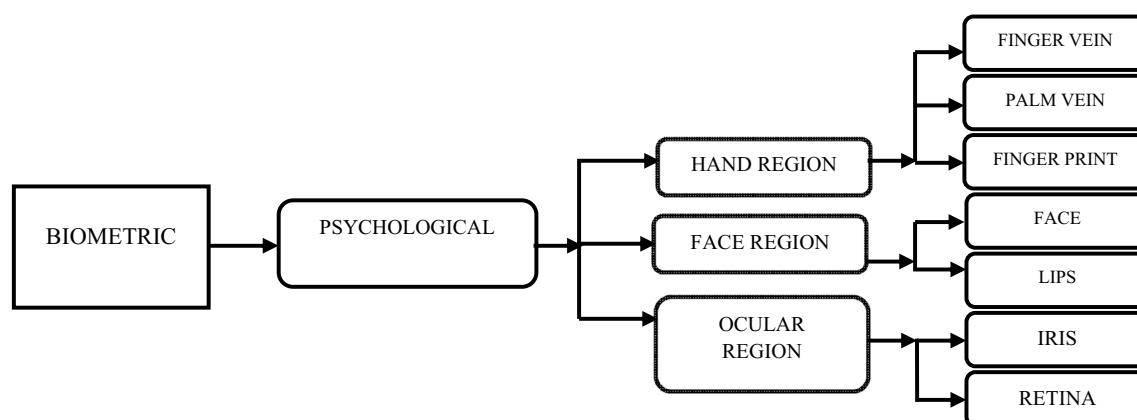 BIOMETRIC
PSYCHOLOGICAL
HAND REGION
FACE REGION
OCULAR
REGION
FINGER VEIN
PALM VEIN
FINGER PRINT
FACE
LIPS
IRIS
RETINA